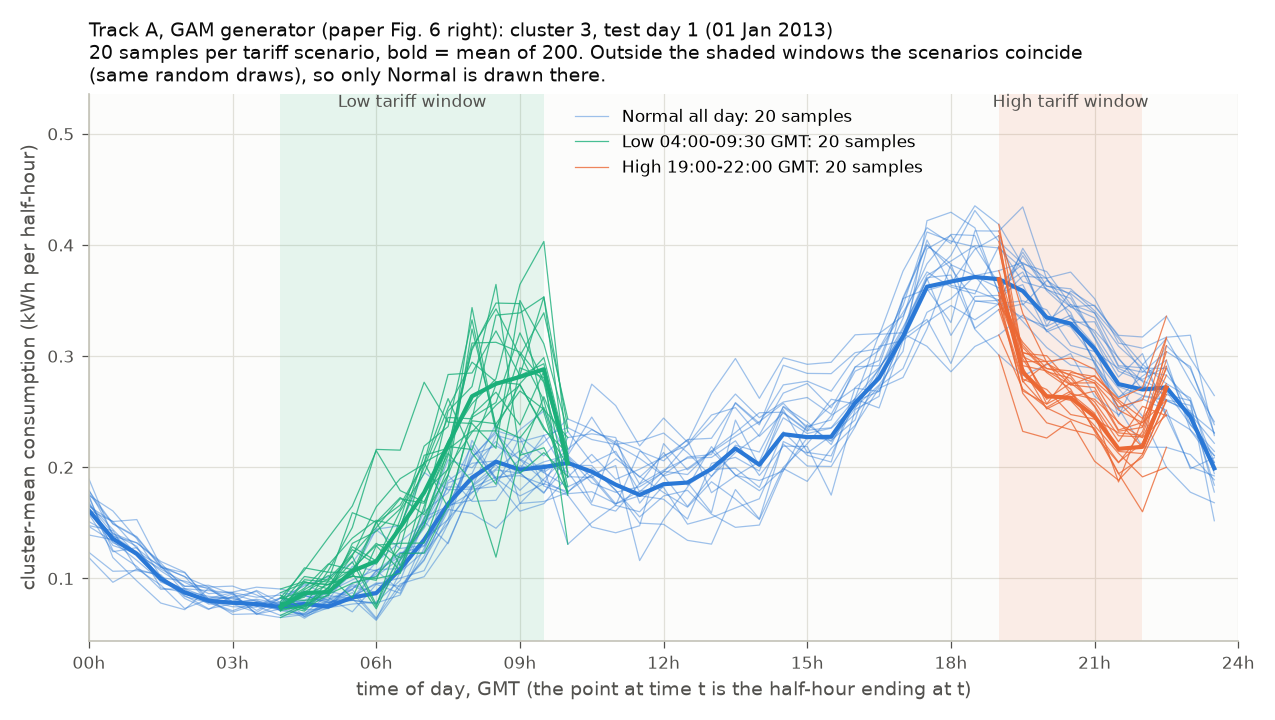 Track A, GAM generator (paper Fig. 6 right): cluster 3, test day 1 (01 Jan 2013)
20 samples per tariff scenario, bold = mean of 200. Outside the shaded windows the scenarios coincide
(same random draws), so only Normal is drawn there.
Low tariff window
High tariff window
Normal all day: 20 samples
Low 04:00-09:30 GMT: 20 samples
High 19:00-22:00 GMT: 20 samples
cluster-mean consumption (kWh per half-hour)
0.5
0.4
0.3
0.2
0.1
00h
03h
06h
09h
12h
15h
18h
21h
24h
time of day, GMT (the point at time t is the half-hour ending at t)